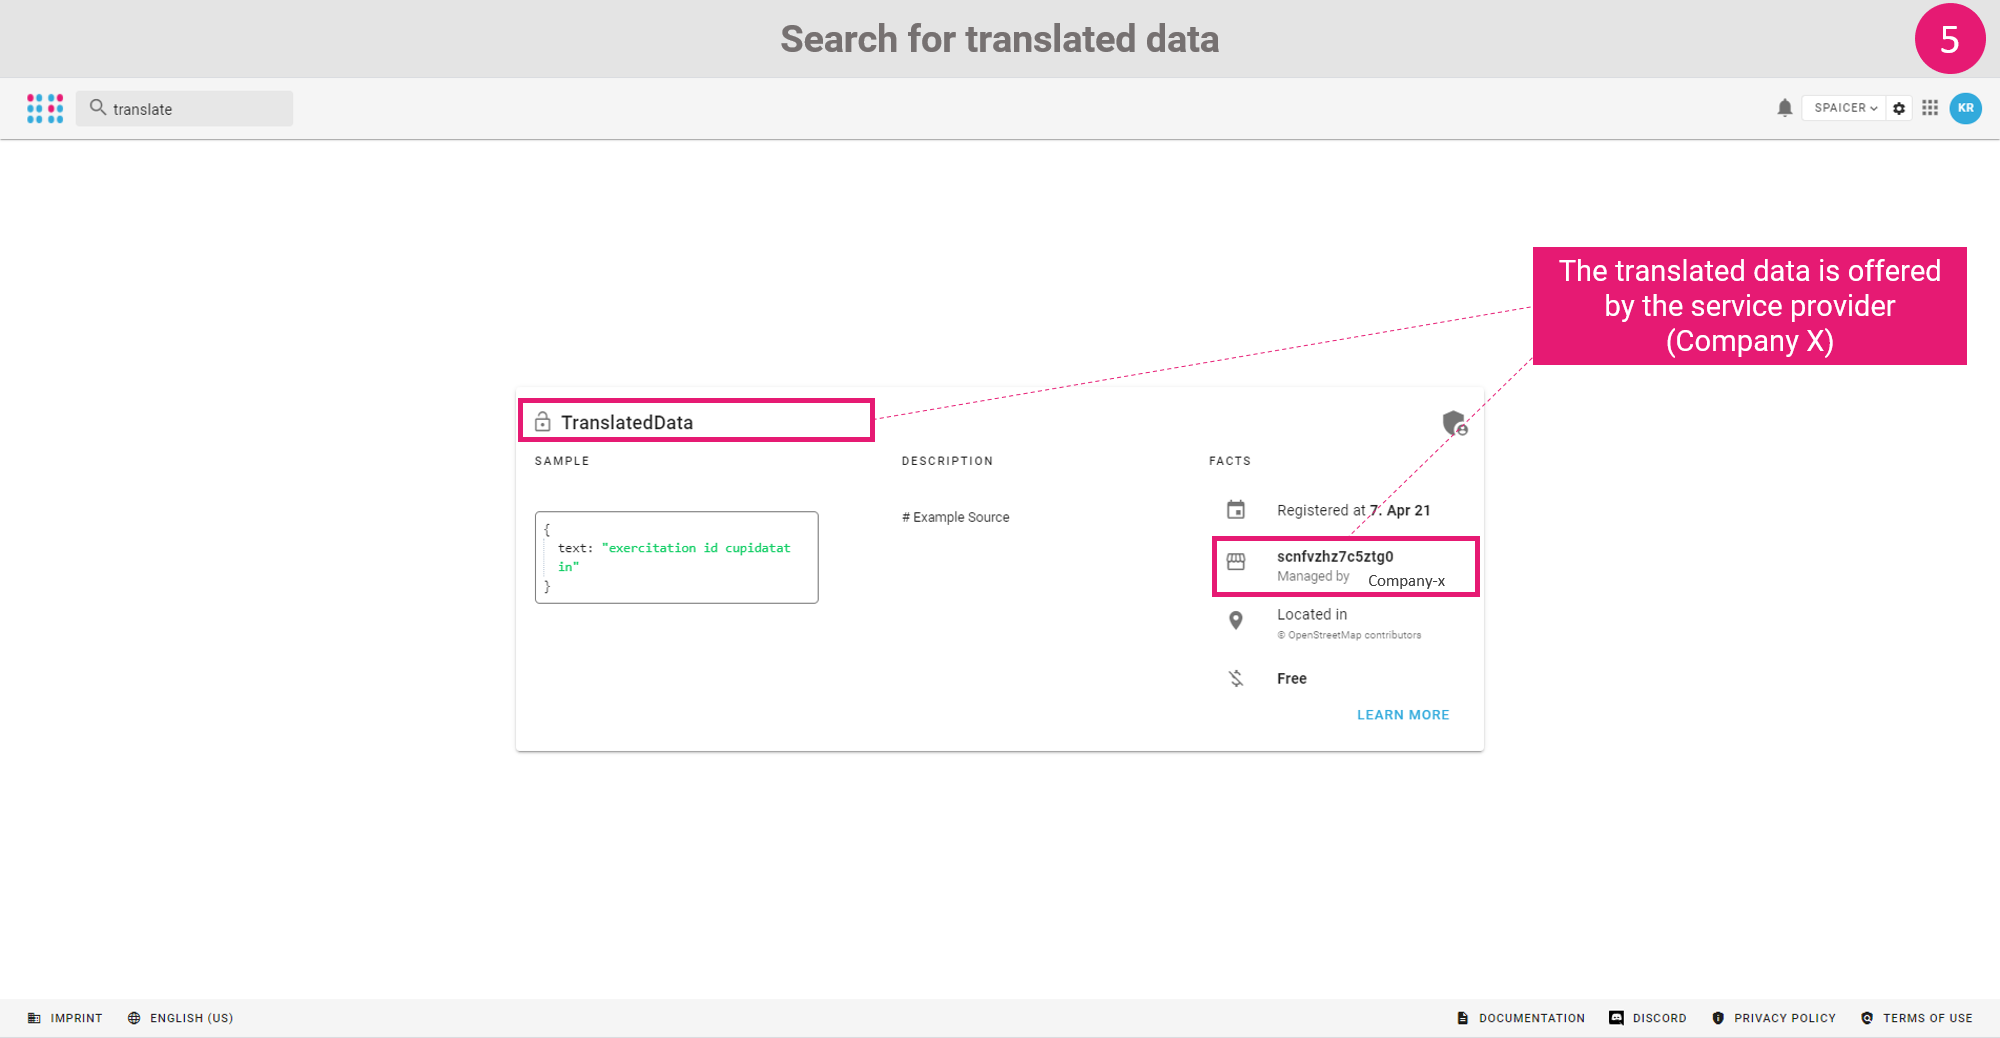 Search for translated data
5
translate
SPAICER
KR
The translated data is offered
by the service provider
(Company X)
TranslatedData
SAMPLE
DESCRIPTION
FACTS
{
text: "exercitation id cupidatat
in"
}
# Example Source
Registered at 7. Apr 21
scnfvzhz7c5ztg0
Managed by Company-x
Located in
© OpenStreetMap contributors
Free
LEARN MORE
IMPRINT
ENGLISH (US)
DOCUMENTATION
DISCORD
PRIVACY POLICY
TERMS OF USE